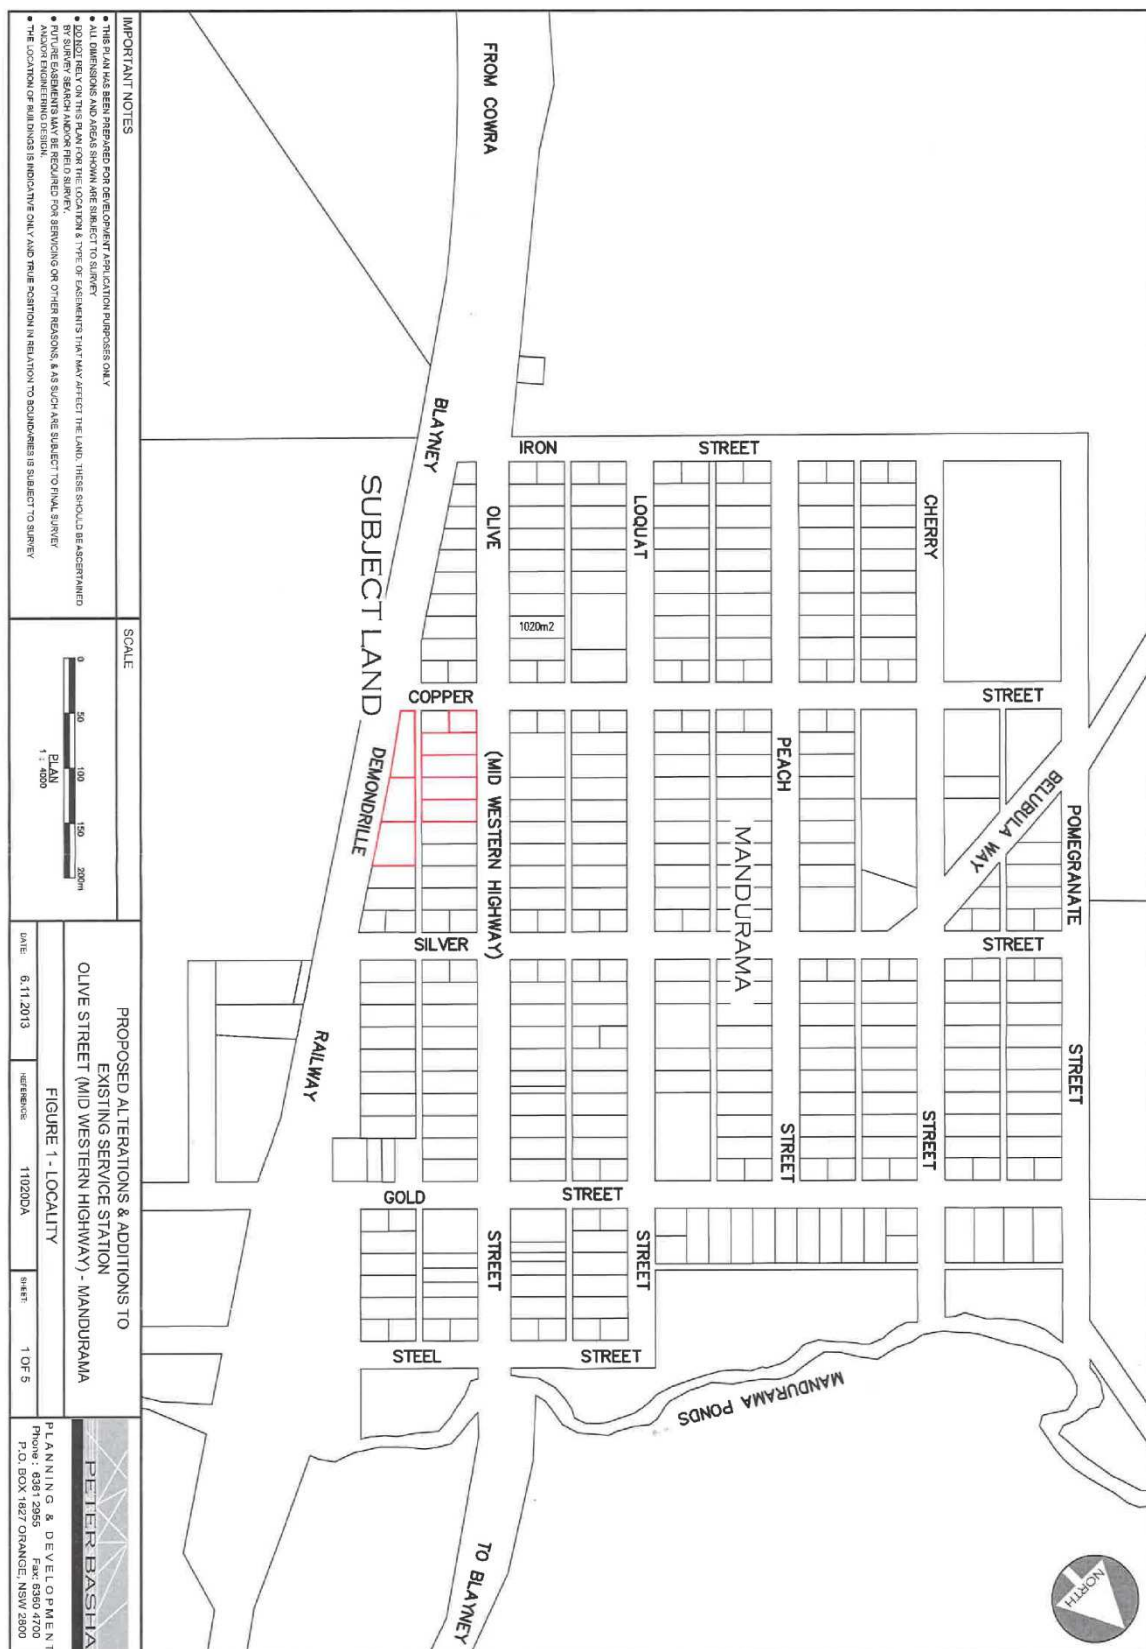 FROM COWRA
BLAYNEY
IRON
STREET
OLIVE
LOQUAT
CHERRY
SUBJECT LAND
1020m2
COPPER
STREET
DEMONDRILLE
(MID WESTERN HIGHWAY)
PEACH
MANDURAMA
BELUBULA WAY
POMEGRANATE
SILVER
STREET
RAILWAY
STREET
STREET
STREET
GOLD
STREET
STREET
STREET
STEEL
STREET
MANDURAMA PONDS
TO BLAYNEY
NORTH
IMPORTANT NOTES
• THIS PLAN HAS BEEN PREPARED FOR DEVELOPMENT APPLICATION PURPOSES ONLY
• ALL DIMENSIONS AND AREAS SHOWN ARE SUBJECT TO SURVEY
• DO NOT RELY ON THIS PLAN FOR THE LOCATION & TYPE OF EASEMENTS THAT MAY AFFECT THE LAND. THESE SHOULD BE ASCERTAINED
BY SURVEY SEARCH AND/OR FIELD SURVEY.
• FUTURE EASEMENTS MAY BE REQUIRED FOR SERVICING OR OTHER REASONS, & AS SUCH ARE SUBJECT TO FINAL SURVEY
AND/OR ENGINEERING DESIGN.
• THE LOCATION OF BUILDINGS IS INDICATIVE ONLY AND TRUE POSITION IN RELATION TO BOUNDARIES IS SUBJECT TO SURVEY
SCALE
0 50 100 150 200m
PLAN
1 : 4000
PROPOSED ALTERATIONS & ADDITIONS TO
EXISTING SERVICE STATION
OLIVE STREET (MID WESTERN HIGHWAY) - MANDURAMA
FIGURE 1 - LOCALITY
DATE: 6.11.2013
REFERENCE: 11020DA
SHEET: 1 OF 5
PETER BASHA
PLANNING & DEVELOPMENT
Phone : 6361 2955 Fax: 6360 4700
P.O. BOX 1827 ORANGE, NSW 2800